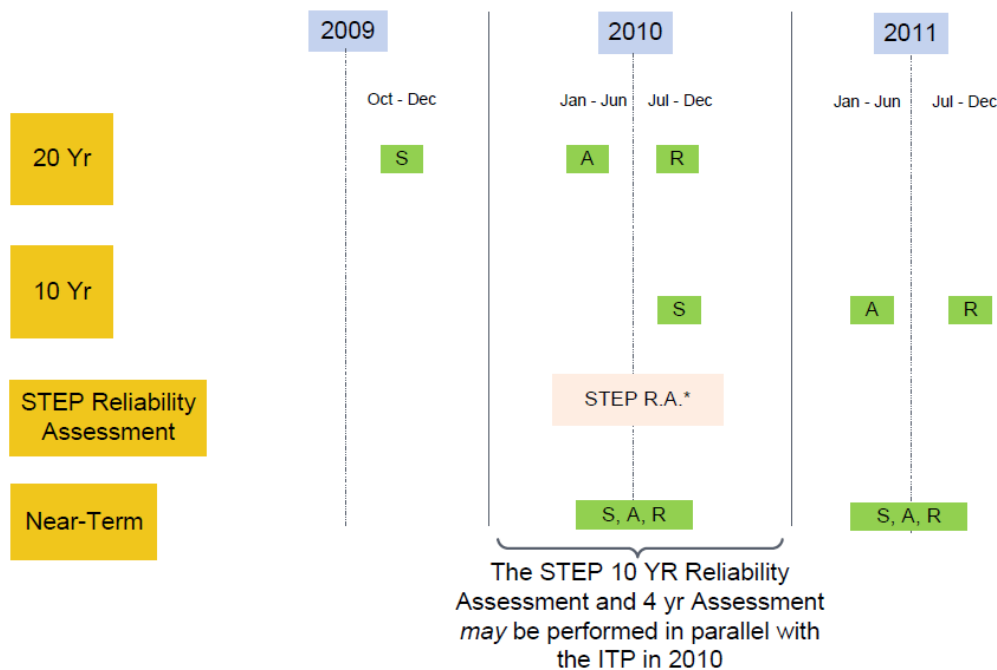 2009
2010
2011
Oct - Dec
Jan - Jun
Jul - Dec
Jan - Jun
Jul - Dec
20 Yr
S
A
R
10 Yr
S
A
R
STEP Reliability
Assessment
STEP R.A.*
Near-Term
S, A, R
S, A, R
The STEP 10 YR Reliability
Assessment and 4 yr Assessment
may be performed in parallel with
the ITP in 2010